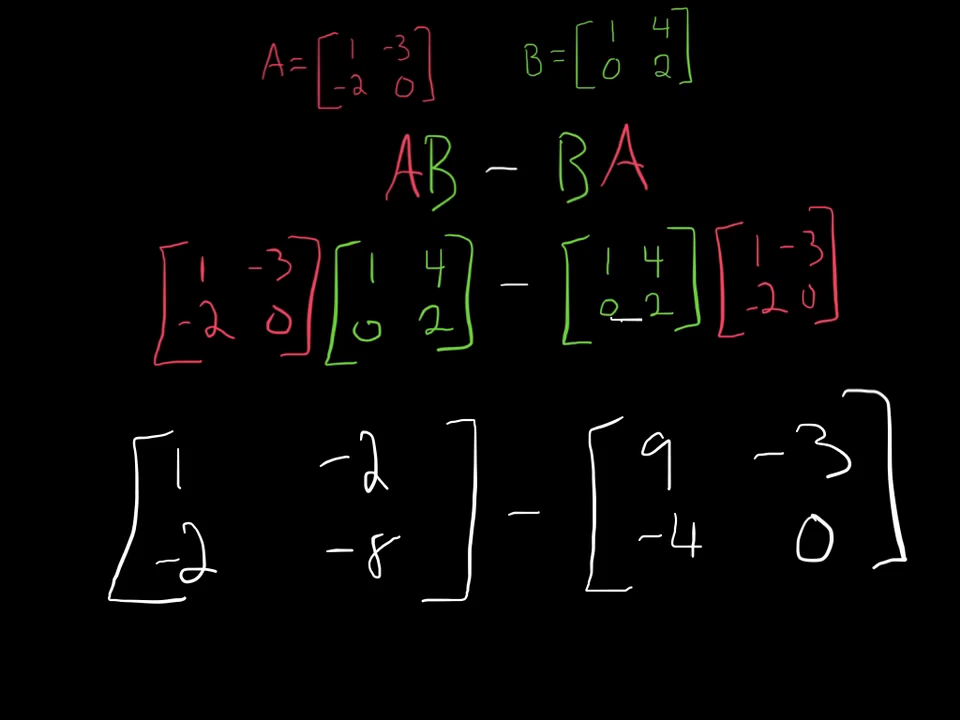 A = [ 1 -3 B = [ 1 4
-2 0 ] 0 2 ]
AB - BA
[ 1 -3 ] [ 1 4 ] - [ 1 4 ] [ 1 -3 ]
[ -2 0 ] [ 0 2 ] [ 0 2 ] [ -2 0 ]
[ 1 -2 ] - [ 9 -3 ]
[ -2 -8 ] [ -4 0 ]